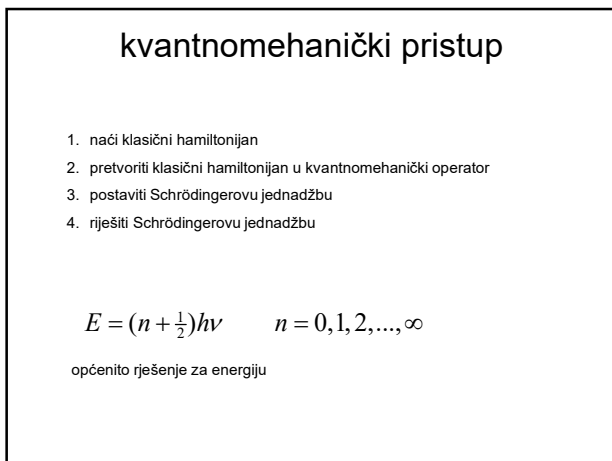 kvantnomehanički pristup
1. naći klasični hamiltonijan
2. pretvoriti klasični hamiltonijan u kvantnomehanički operator
3. postaviti Schrödingerovu jednadžbu
4. riješiti Schrödingerovu jednadžbu
E = (n + 1/2)hν n = 0,1,2,...,∞
općenito rješenje za energiju